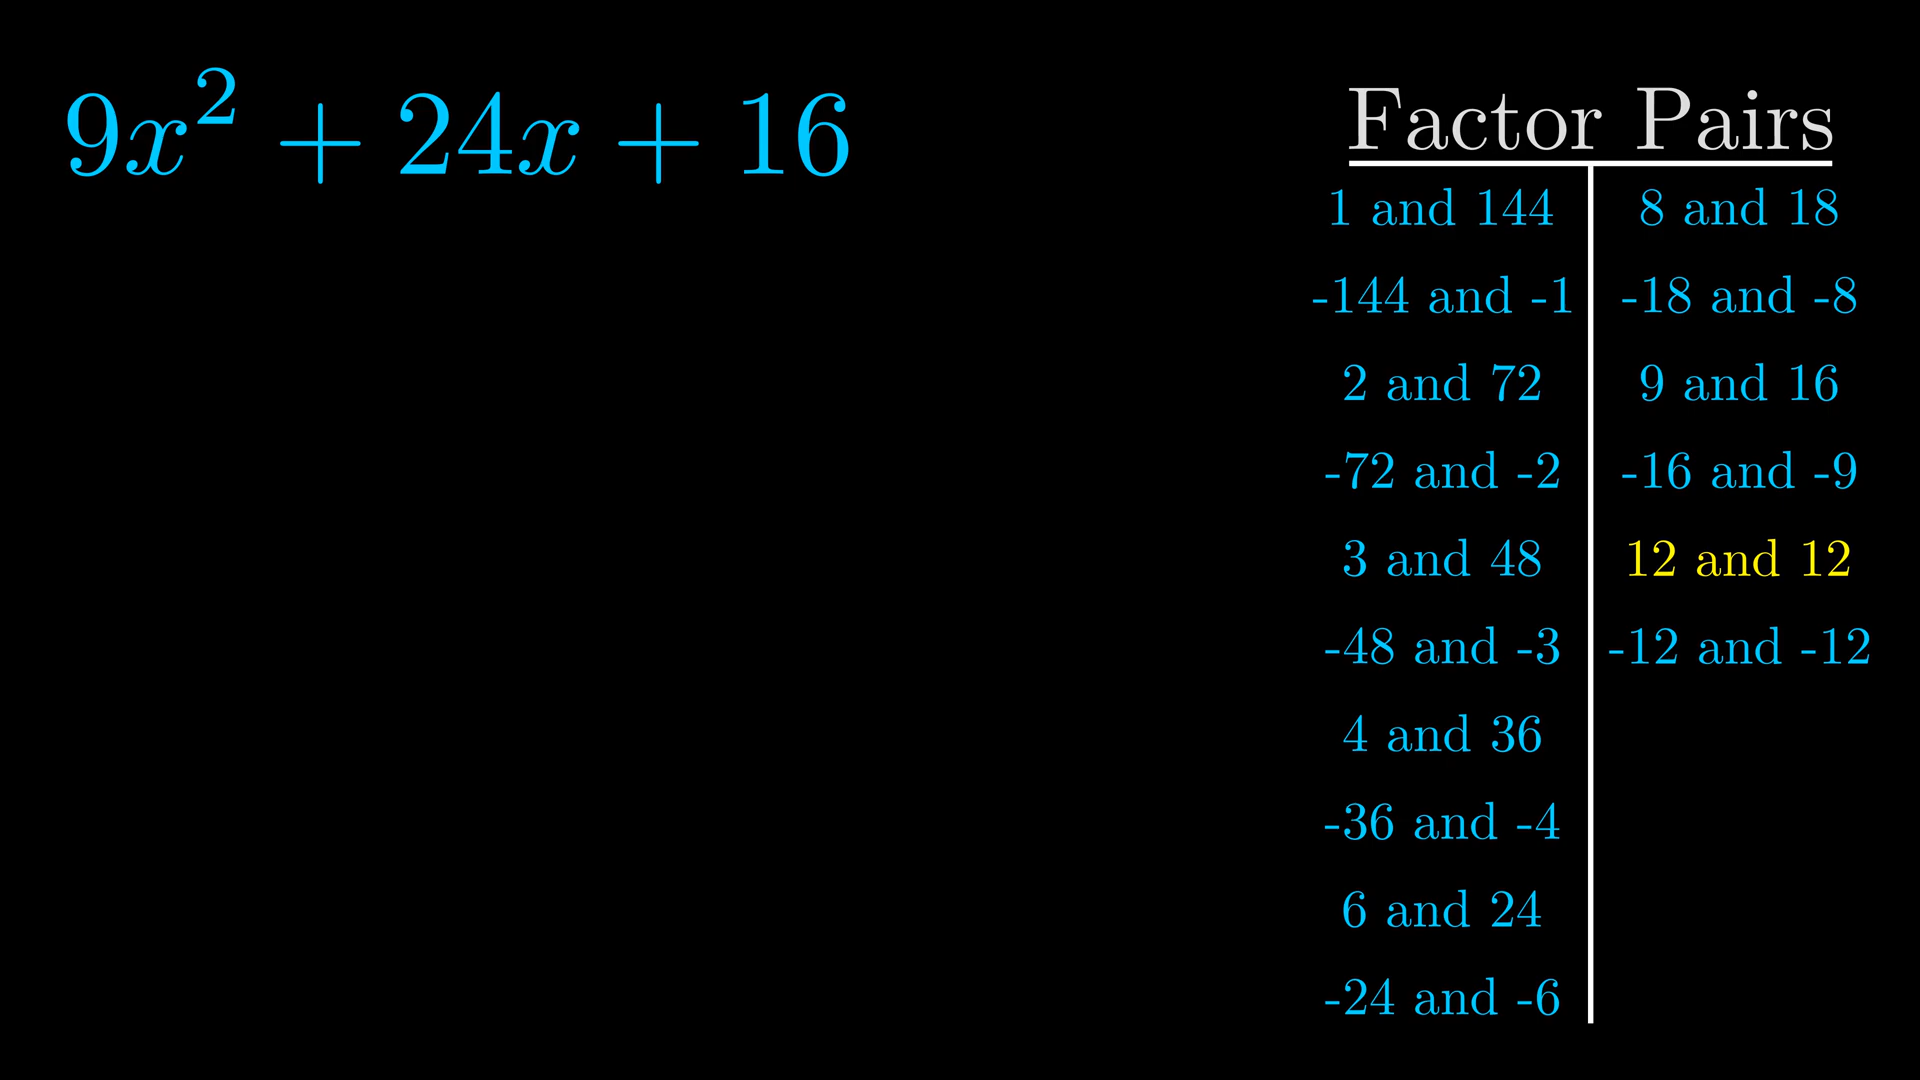 9x² + 24x + 16
Factor Pairs
1 and 144
-144 and -1
2 and 72
-72 and -2
3 and 48
-48 and -3
4 and 36
-36 and -4
6 and 24
-24 and -6
8 and 18
-18 and -8
9 and 16
-16 and -9
12 and 12
-12 and -12